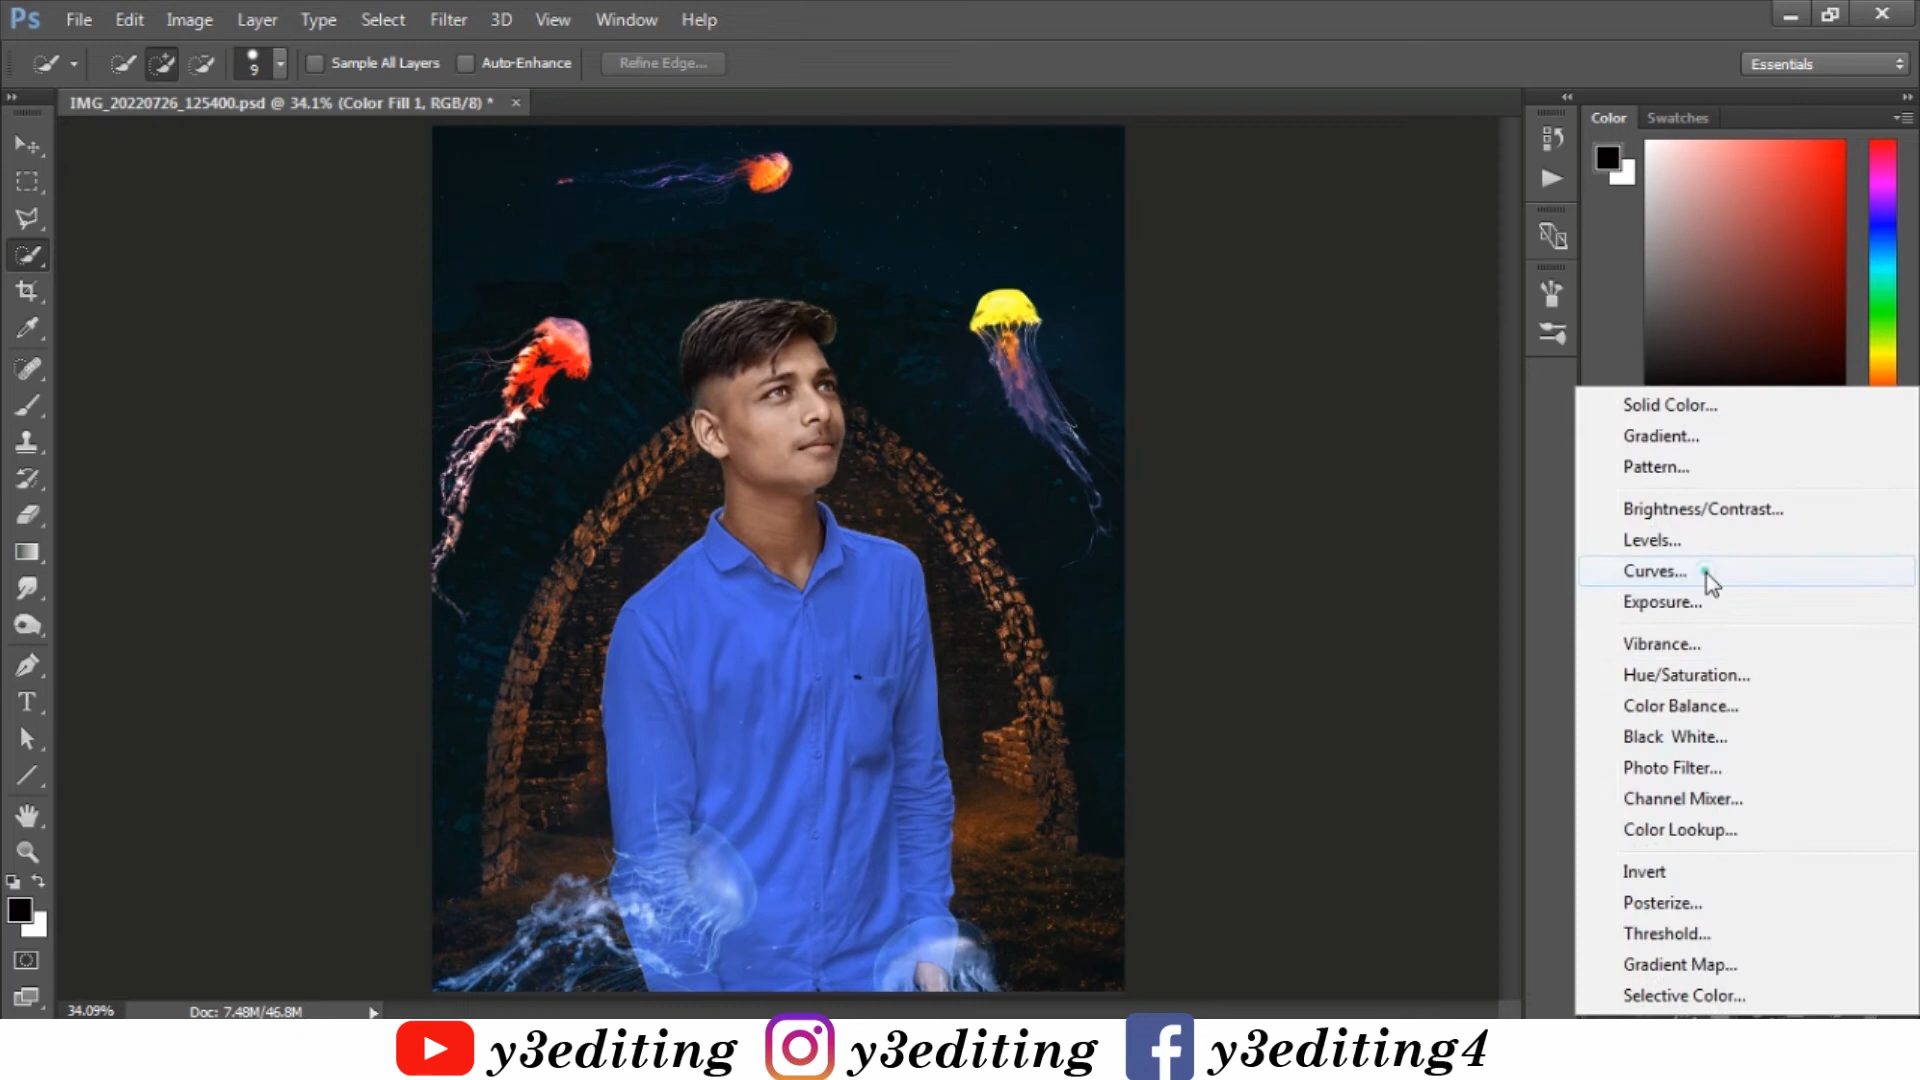 Ps File Edit Image Layer Type Select Filter 3D View Window Help
9 Sample All Layers Auto-Enhance Refine Edge... Essentials
IMG_20220726_125400.psd @ 34.1% (Color Fill 1, RGB/8) * ×
Color Swatches
Solid Color...
Gradient...
Pattern...
Brightness/Contrast...
Levels...
Curves...
Exposure...
Vibrance...
Hue/Saturation...
Color Balance...
Black White...
Photo Filter...
Channel Mixer...
Color Lookup...
Invert
Posterize...
Threshold...
Gradient Map...
Selective Color...
34.09% Doc: 7.48M/46.8M
y3editing y3editing y3editing4